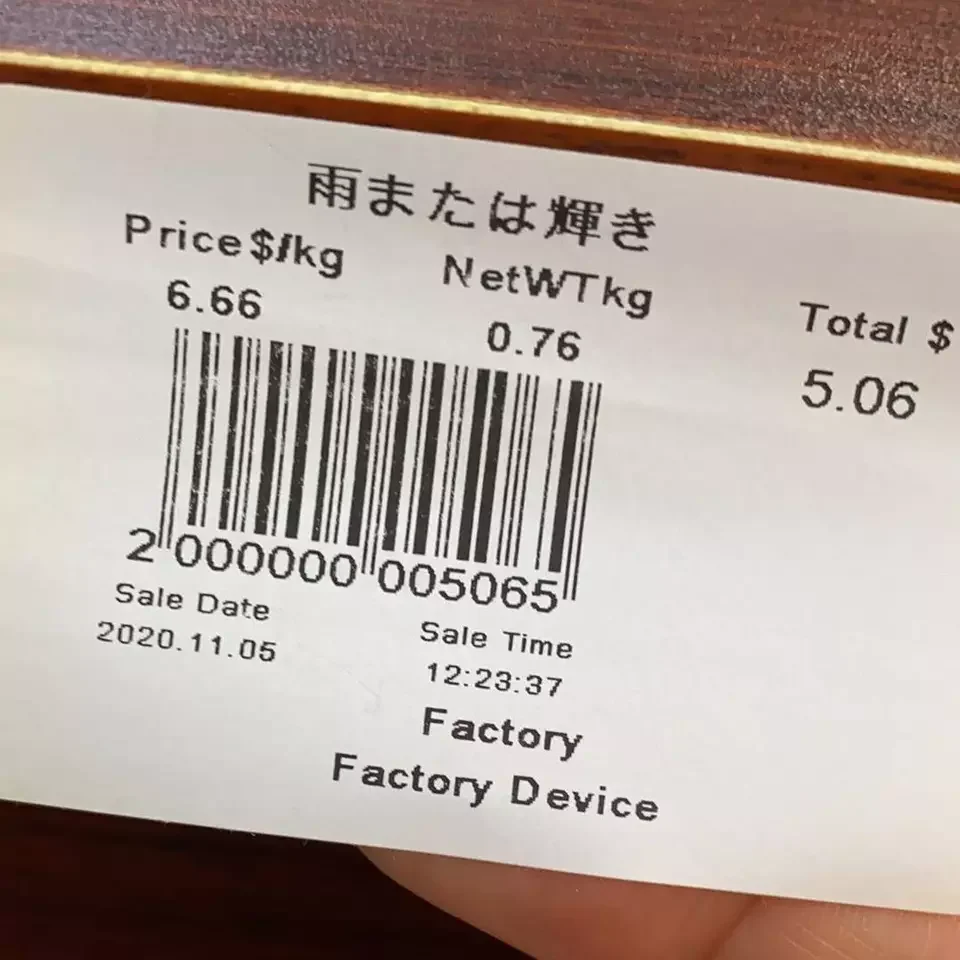 雨または輝き
Price$/kg NetWTkg Total $
6.66 0.76 5.06
2 000000 005065
Sale Date Sale Time
2020.11.05 12:23:37
Factory
Factory Device